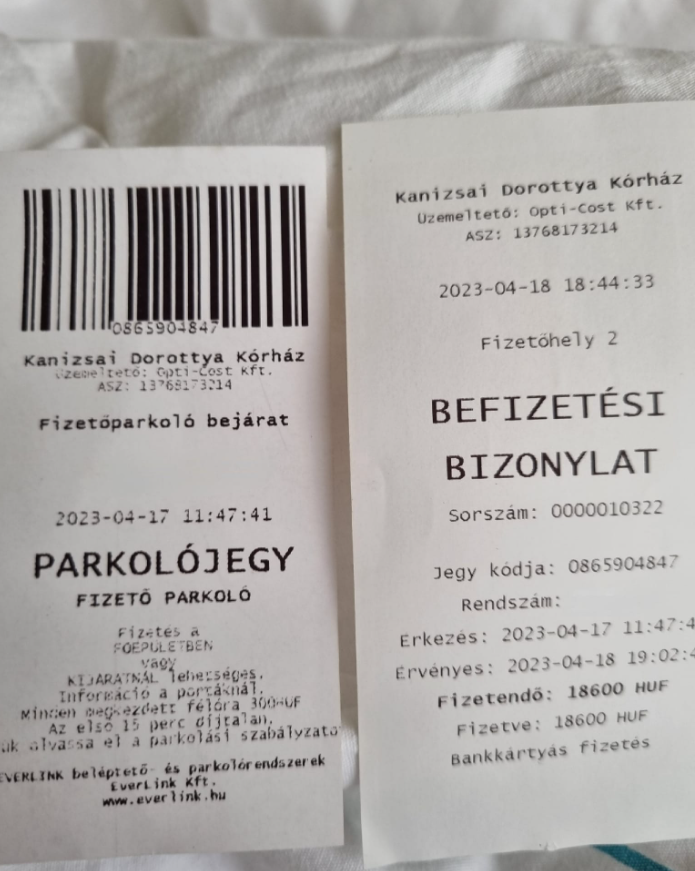 0865904847
Kanizsai Dorottya Kórház
Üzemeltető: Opti-Cost Kft.
ASZ: 13768173214
Fizetőparkoló bejárat
2023-04-17 11:47:41
PARKOLÓJEGY
FIZETŐ PARKOLÓ
Fizetés a
FŐÉPÜLETBEN
vagy
KIJÁRATNÁL lehetséges.
Információ a portáknál.
Minden megkezdett félóra 300HUF
Az első 15 perc díjtalan.
ük olvassa el a parkolási szabályzato
EVERLINK beléptető- és parkolórendszerek
EverLink Kft.
www.everlink.hu
Kanizsai Dorottya Kórház
Üzemeltető: Opti-Cost Kft.
ASZ: 13768173214
2023-04-18 18:44:33
Fizetőhely 2
BEFIZETÉSI
BIZONYLAT
Sorszám: 0000010322
Jegy kódja: 0865904847
Rendszám:
Érkezés: 2023-04-17 11:47:4
Érvényes: 2023-04-18 19:02:4
Fizetendő: 18600 HUF
Fizetve: 18600 HUF
Bankkártyás fizetés